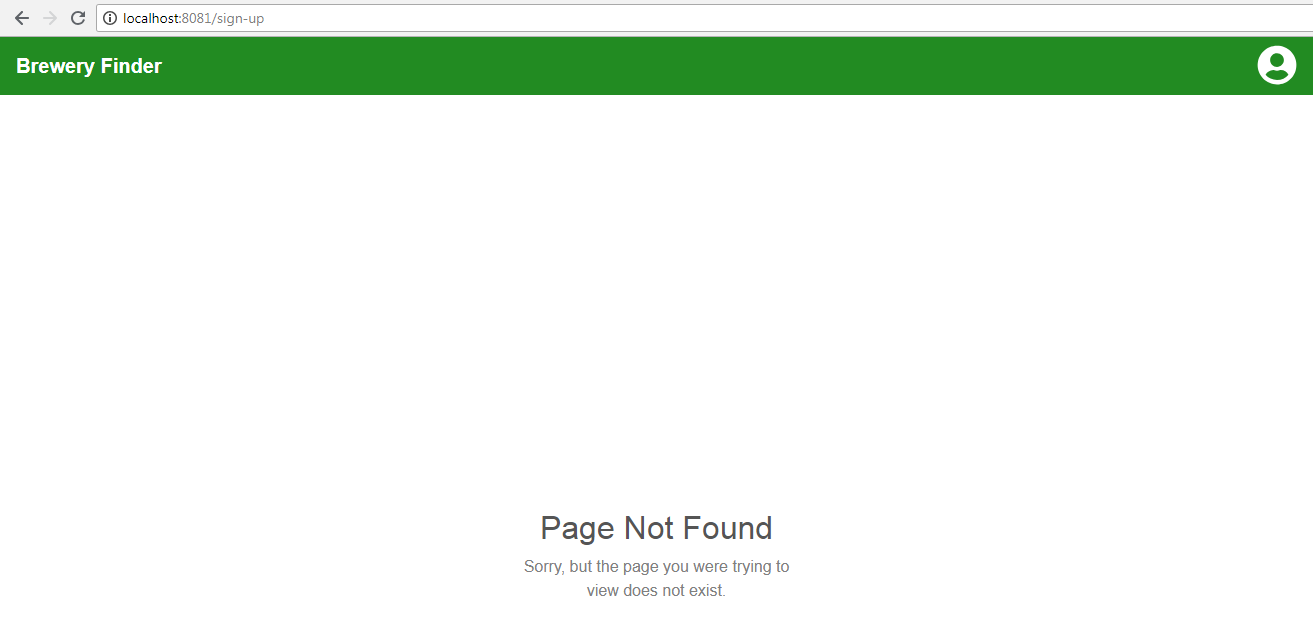 localhost:8081/sign-up
Brewery Finder
Page Not Found
Sorry, but the page you were trying to
view does not exist.